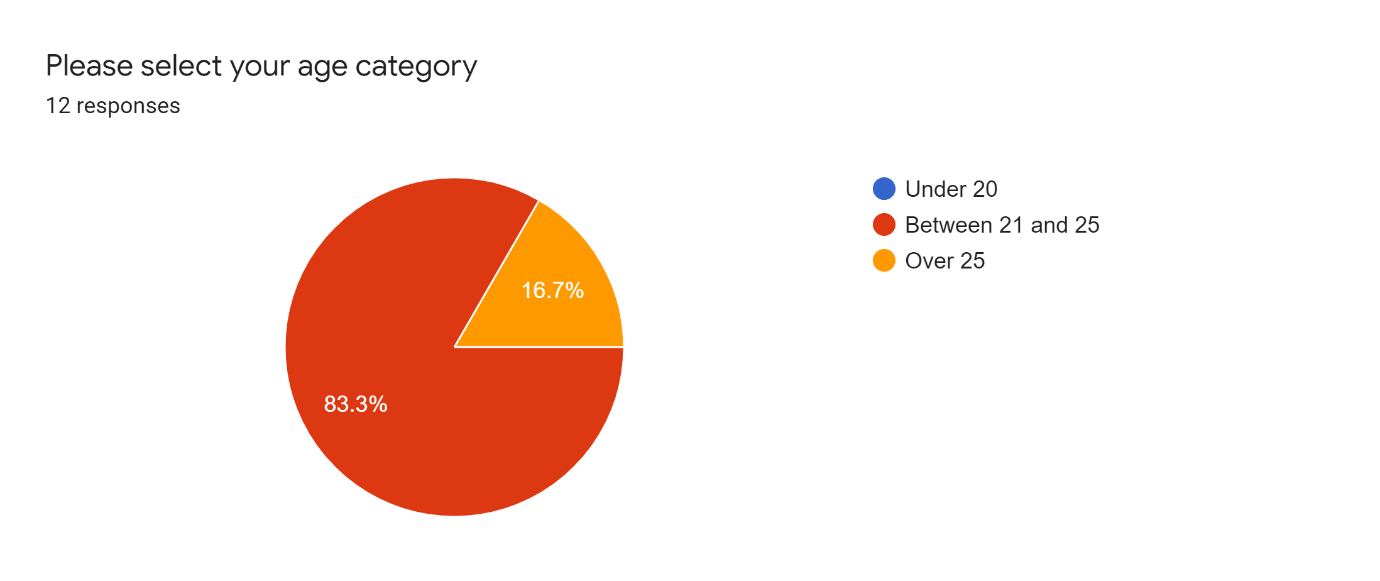 Please select your age category
12 responses
Under 20
Between 21 and 25
Over 25
16.7%
83.3%